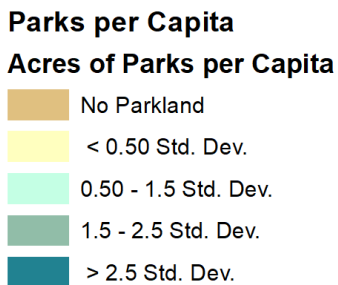 Parks per Capita
Acres of Parks per Capita
No Parkland
< 0.50 Std. Dev.
0.50 - 1.5 Std. Dev.
1.5 - 2.5 Std. Dev.
> 2.5 Std. Dev.